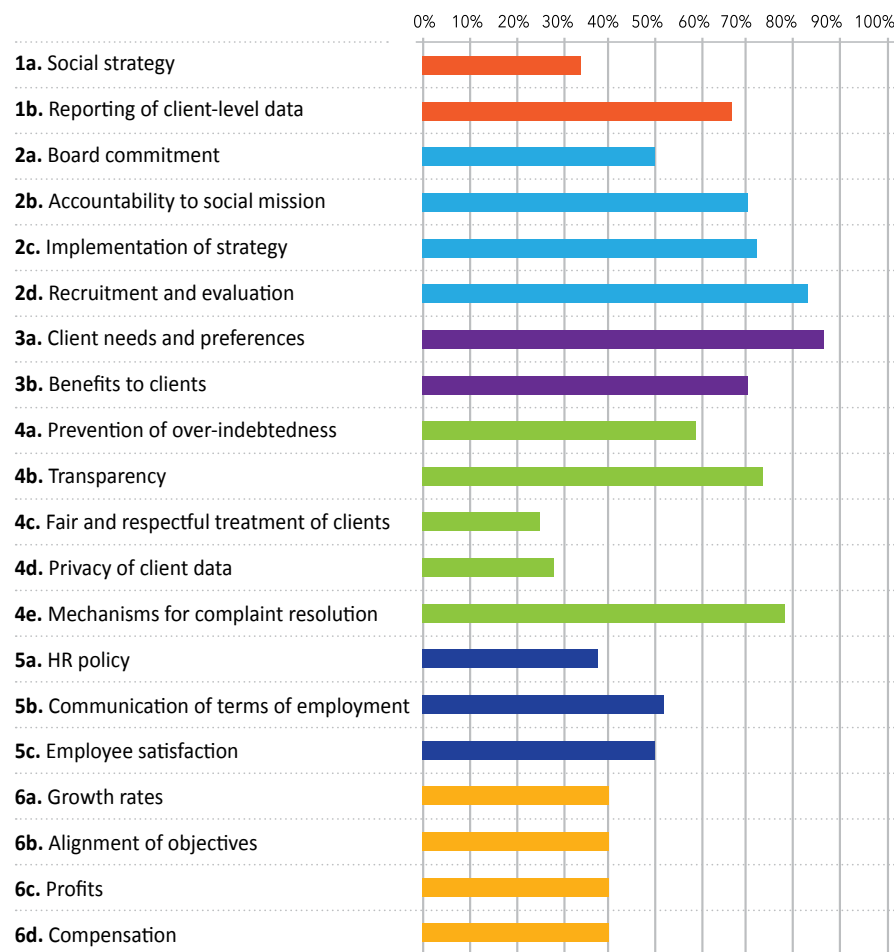 0% 10% 20% 30% 40% 50% 60% 70% 80% 90% 100%
1a. Social strategy
1b. Reporting of client-level data
2a. Board commitment
2b. Accountability to social mission
2c. Implementation of strategy
2d. Recruitment and evaluation
3a. Client needs and preferences
3b. Benefits to clients
4a. Prevention of over-indebtedness
4b. Transparency
4c. Fair and respectful treatment of clients
4d. Privacy of client data
4e. Mechanisms for complaint resolution
5a. HR policy
5b. Communication of terms of employment
5c. Employee satisfaction
6a. Growth rates
6b. Alignment of objectives
6c. Profits
6d. Compensation